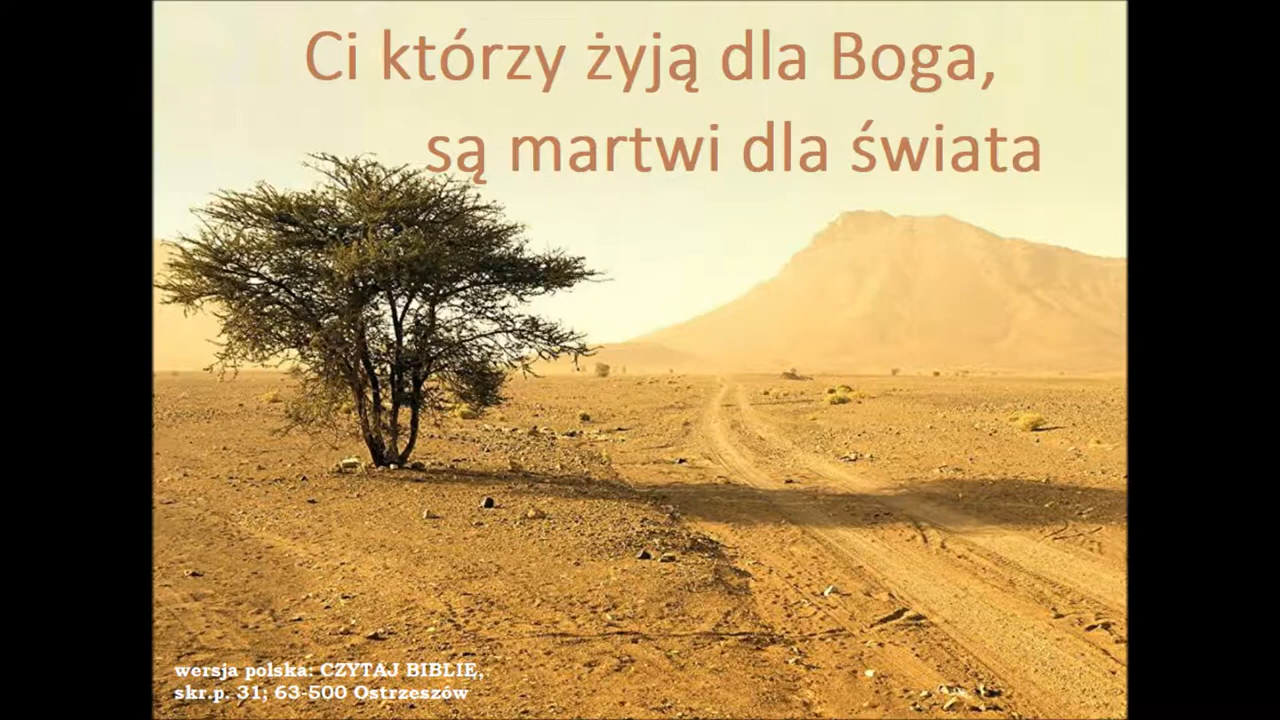 Ci którzy żyją dla Boga,
są martwi dla świata
wersja polska: CZYTAJ BIBLIĘ,
skr.p. 31; 63-500 Ostrzeszów